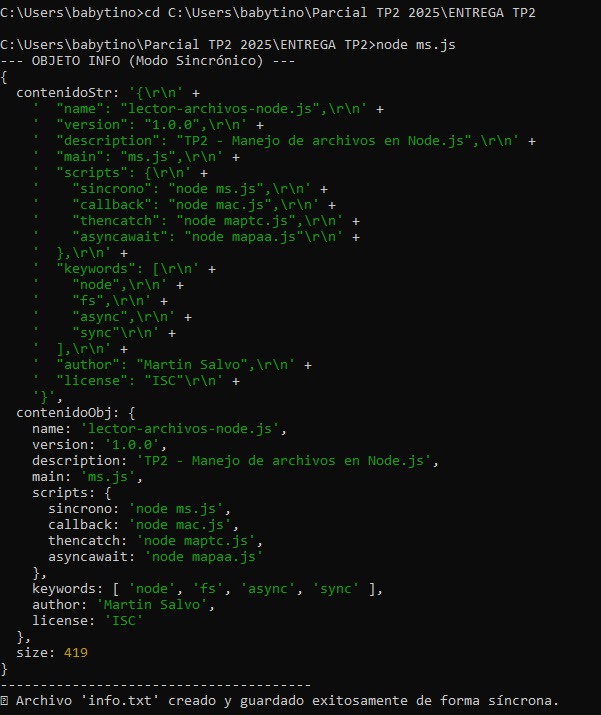 C:\Users\babytino>cd C:\Users\babytino\Parcial TP2 2025\ENTREGA TP2
C:\Users\babytino\Parcial TP2 2025\ENTREGA TP2>node ms.js
--- OBJETO INFO (Modo Sincrónico) ---
{
  contenidoStr: '{\r\n' +
    '  "name": "lector-archivos-node.js",\r\n' +
    '  "version": "1.0.0",\r\n' +
    '  "description": "TP2 - Manejo de archivos en Node.js",\r\n' +
    '  "main": "ms.js",\r\n' +
    '  "scripts": {\r\n' +
    '    "sincrono": "node ms.js",\r\n' +
    '    "callback": "node mac.js",\r\n' +
    '    "thencatch": "node maptc.js",\r\n' +
    '    "asyncawait": "node mapaa.js"\r\n' +
    '  },\r\n' +
    '  "keywords": [\r\n' +
    '    "node",\r\n' +
    '    "fs",\r\n' +
    '    "async",\r\n' +
    '    "sync"\r\n' +
    '  ],\r\n' +
    '  "author": "Martin Salvo",\r\n' +
    '  "license": "ISC"\r\n' +
    '}',
  contenidoObj: {
    name: 'lector-archivos-node.js',
    version: '1.0.0',
    description: 'TP2 - Manejo de archivos en Node.js',
    main: 'ms.js',
    scripts: {
      sincrono: 'node ms.js',
      callback: 'node mac.js',
      thencatch: 'node maptc.js',
      asyncawait: 'node mapaa.js'
    },
    keywords: [ 'node', 'fs', 'async', 'sync' ],
    author: 'Martin Salvo',
    license: 'ISC'
  },
  size: 419
}
---------------------------------------
Archivo 'info.txt' creado y guardado exitosamente de forma síncrona.